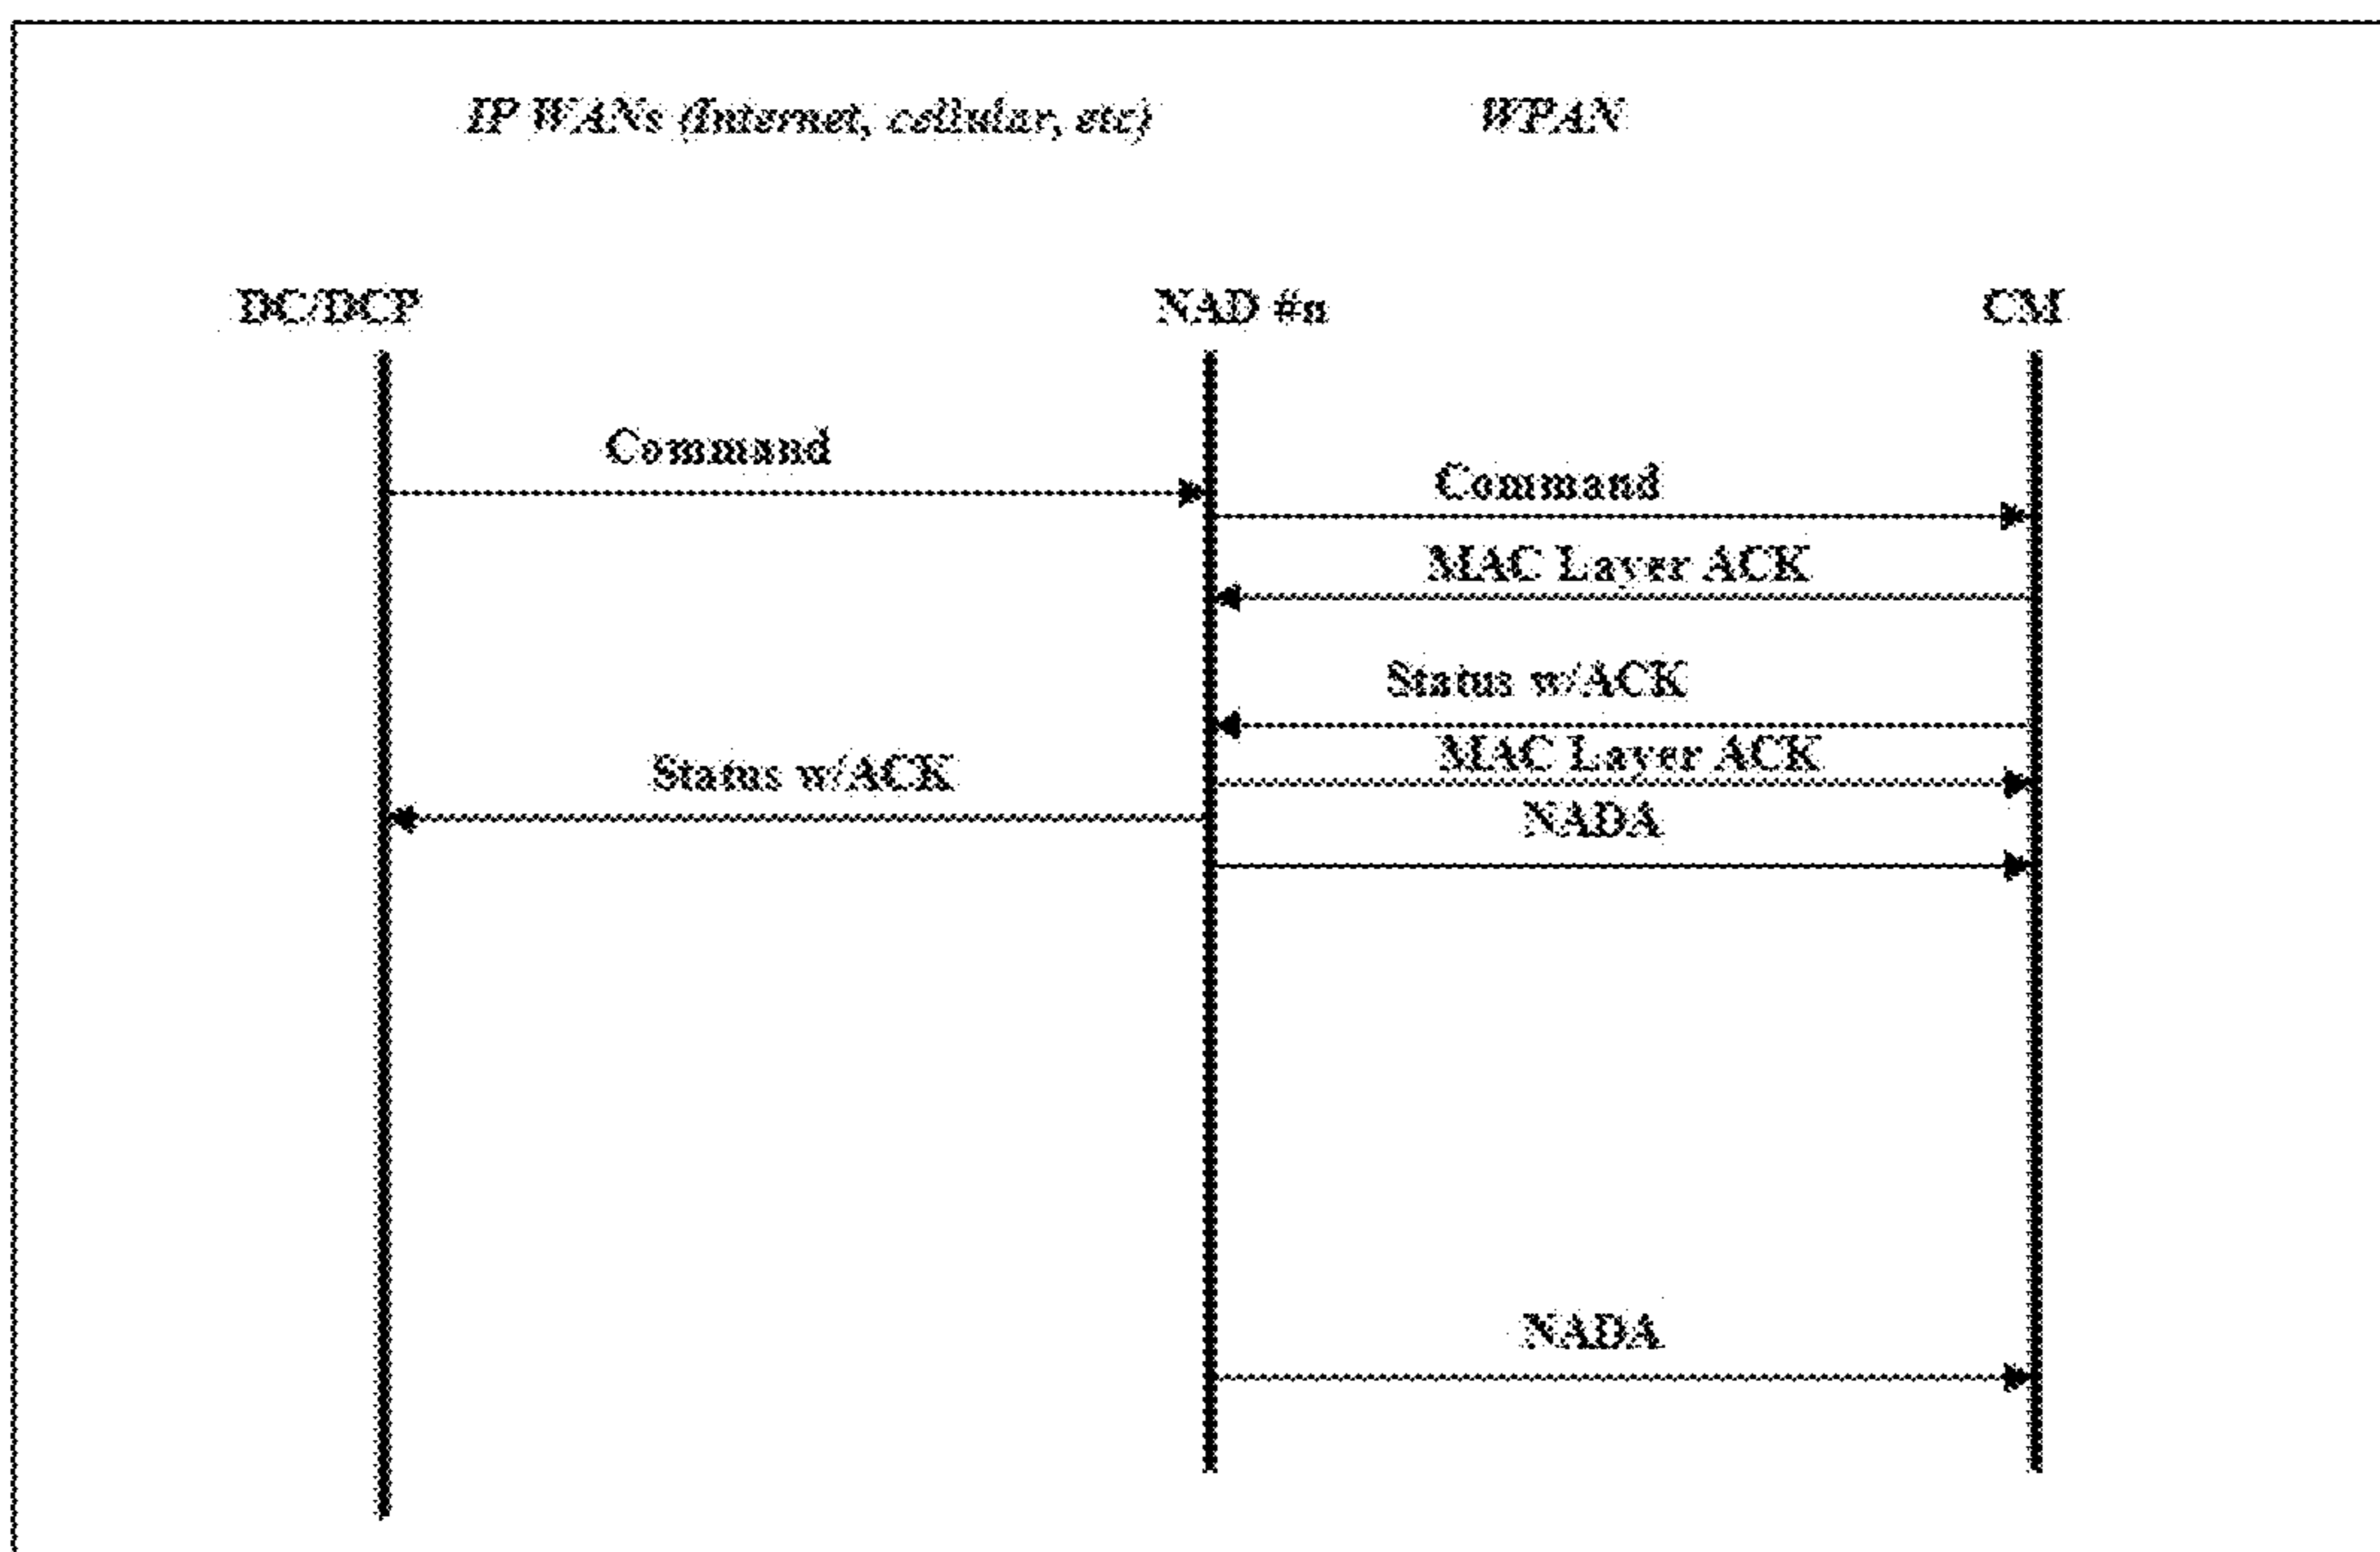 IP WANs (Internet, cellular, etc) WPAN
DC/DCP NAD #n CM
Command
Command
MAC Layer ACK
Status w/ACK
MAC Layer ACK
Status w/ACK
NADA
NADA